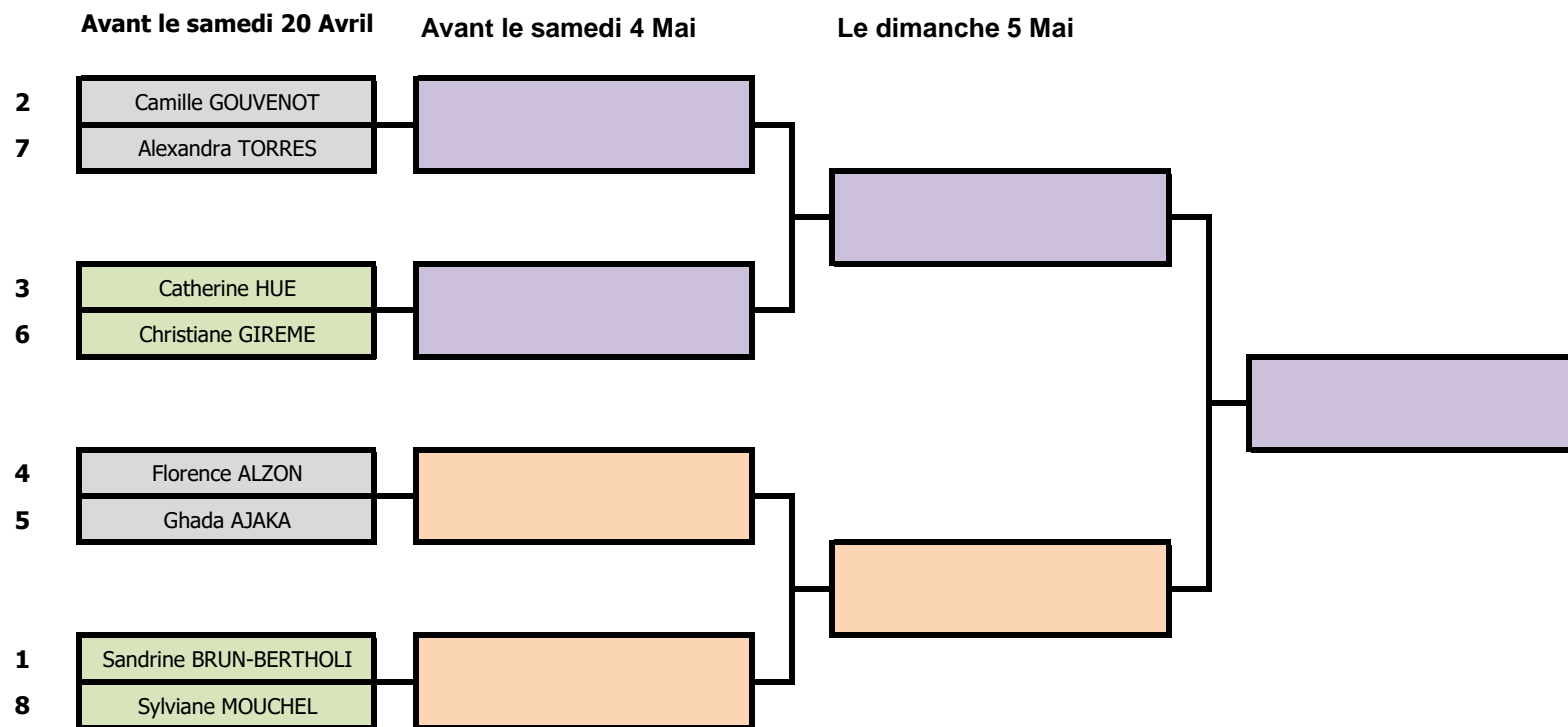 Avant le samedi 20 Avril Avant le samedi 4 Mai Le dimanche 5 Mai
2 Camille GOUVENOT
7 Alexandra TORRES
3 Catherine HUE
6 Christiane GIREME
4 Florence ALZON
5 Ghada AJAKA
1 Sandrine BRUN-BERTHOLI
8 Sylviane MOUCHEL